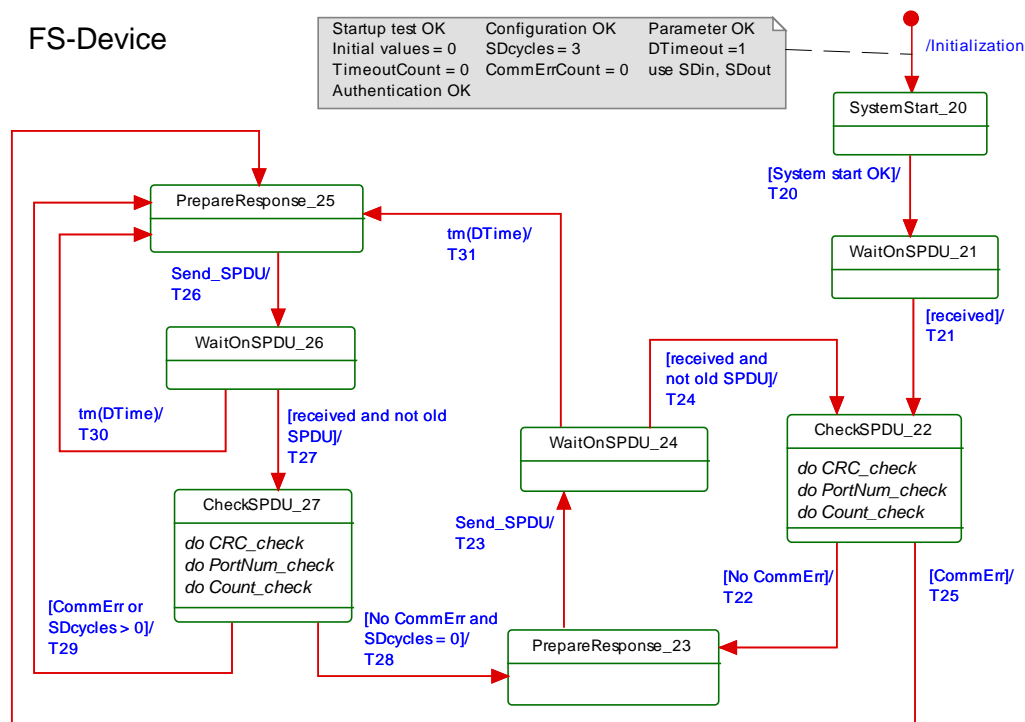 FS-Device
Startup test OK Configuration OK Parameter OK
Initial values = 0 SDcycles = 3 DTimeout =1
TimeoutCount = 0 CommErrCount = 0 use SDin, SDout
Authentication OK
/Initialization
SystemStart_20
[System start OK]/
T20
WaitOnSPDU_21
[received]/
T21
PrepareResponse_25
tm(DTime)/
T31
Send_SPDU/
T26
WaitOnSPDU_26
tm(DTime)/
T30
[received and not old
SPDU]/
T27
[received and
not old SPDU]/
T24
WaitOnSPDU_24
CheckSPDU_22
do CRC_check
do PortNum_check
do Count_check
CheckSPDU_27
do CRC_check
do PortNum_check
do Count_check
Send_SPDU/
T23
[No CommErr]/
T22
[CommErr]/
T25
[CommErr or
SDcycles > 0]/
T29
[No CommErr and
SDcycles = 0]/
T28
PrepareResponse_23